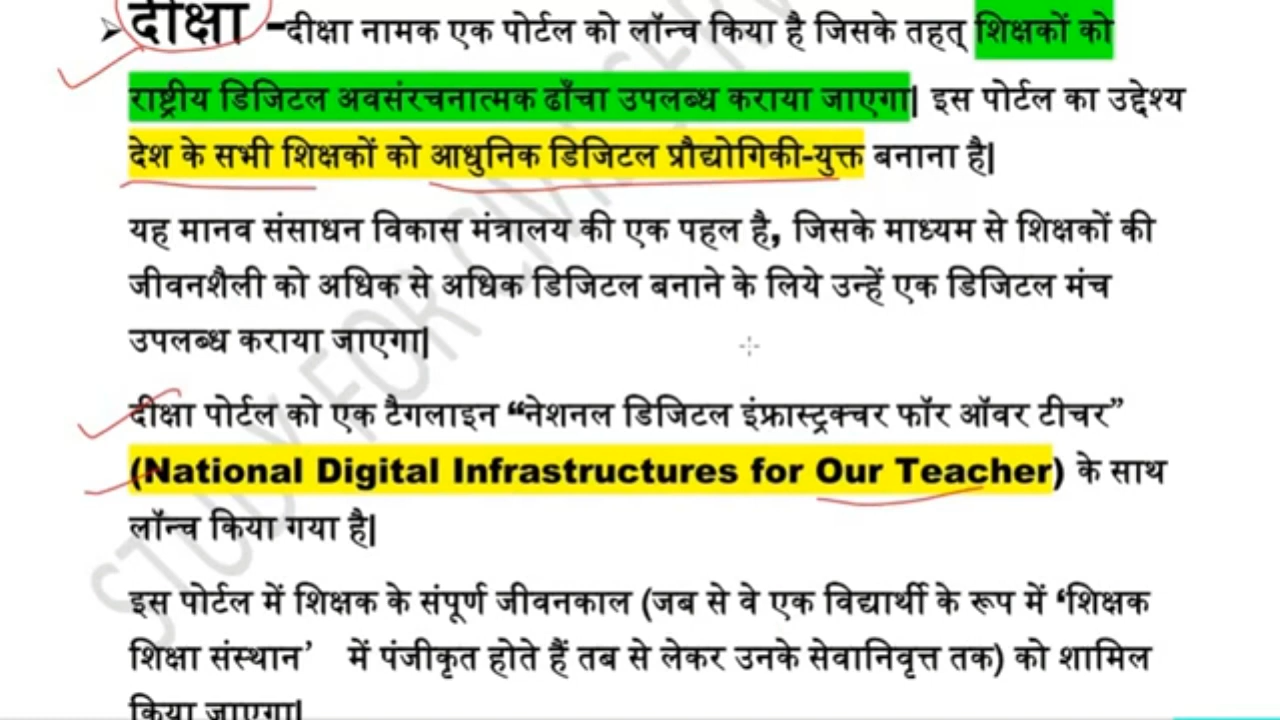 दीक्षा -दीक्षा नामक एक पोर्टल को लॉन्च किया है जिसके तहत् शिक्षकों को
राष्ट्रीय डिजिटल अवसंरचनात्मक ढाँचा उपलब्ध कराया जाएगा| इस पोर्टल का उद्देश्य
देश के सभी शिक्षकों को आधुनिक डिजिटल प्रौद्योगिकी-युक्त बनाना है|
यह मानव संसाधन विकास मंत्रालय की एक पहल है, जिसके माध्यम से शिक्षकों की
जीवनशैली को अधिक से अधिक डिजिटल बनाने के लिये उन्हें एक डिजिटल मंच
उपलब्ध कराया जाएगा|
दीक्षा पोर्टल को एक टैगलाइन “नेशनल डिजिटल इंफ्रास्ट्रक्चर फॉर ऑवर टीचर”
(National Digital Infrastructures for Our Teacher) के साथ
लॉन्च किया गया है|
इस पोर्टल में शिक्षक के संपूर्ण जीवनकाल (जब से वे एक विद्यार्थी के रूप में ‘शिक्षक
शिक्षा संस्थान’ में पंजीकृत होते हैं तब से लेकर उनके सेवानिवृत्त तक) को शामिल
किया जाएगा|